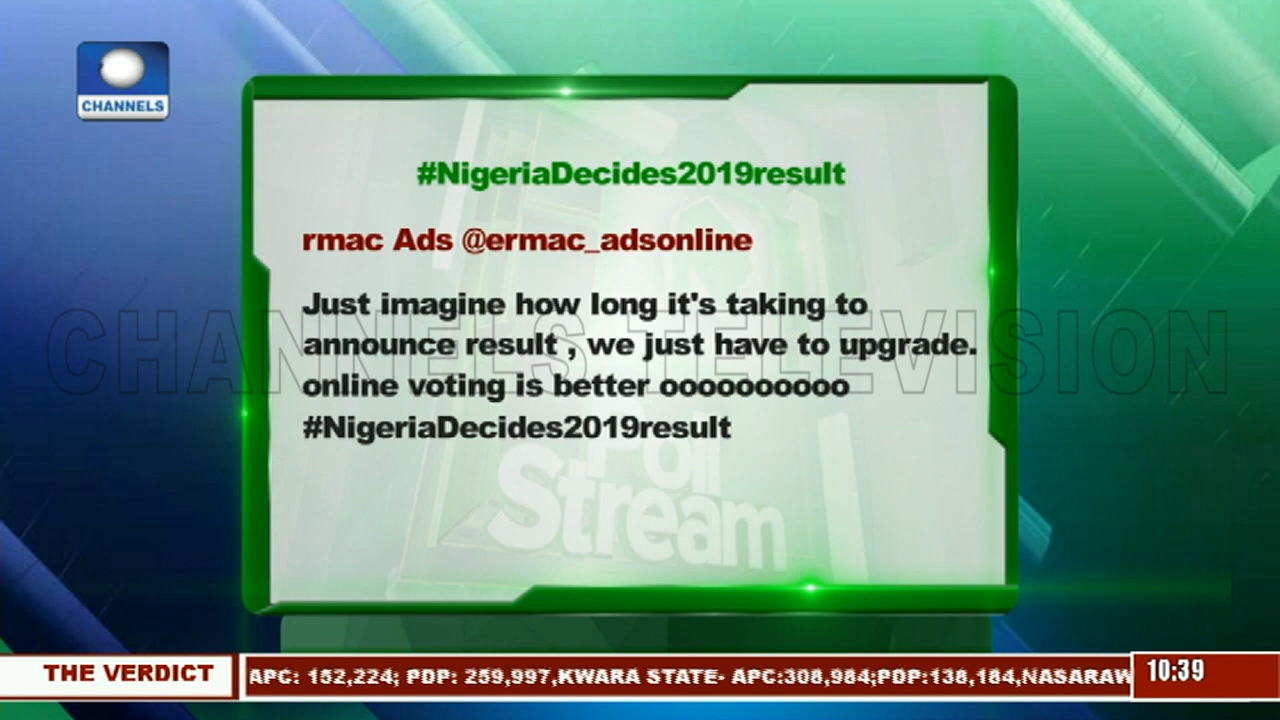 CHANNELS
#NigeriaDecides2019result
rmac Ads @ermac_adsonline
Just imagine how long it's taking to
announce result , we just have to upgrade.
online voting is better oooooooooo
#NigeriaDecides2019result
CHANNELS TELEVISION
Poll
Stream
THE VERDICT
APC: 152,224; PDP: 259,997,KWARA STATE- APC:308,984;PDP:138,184,NASARAW
10:39